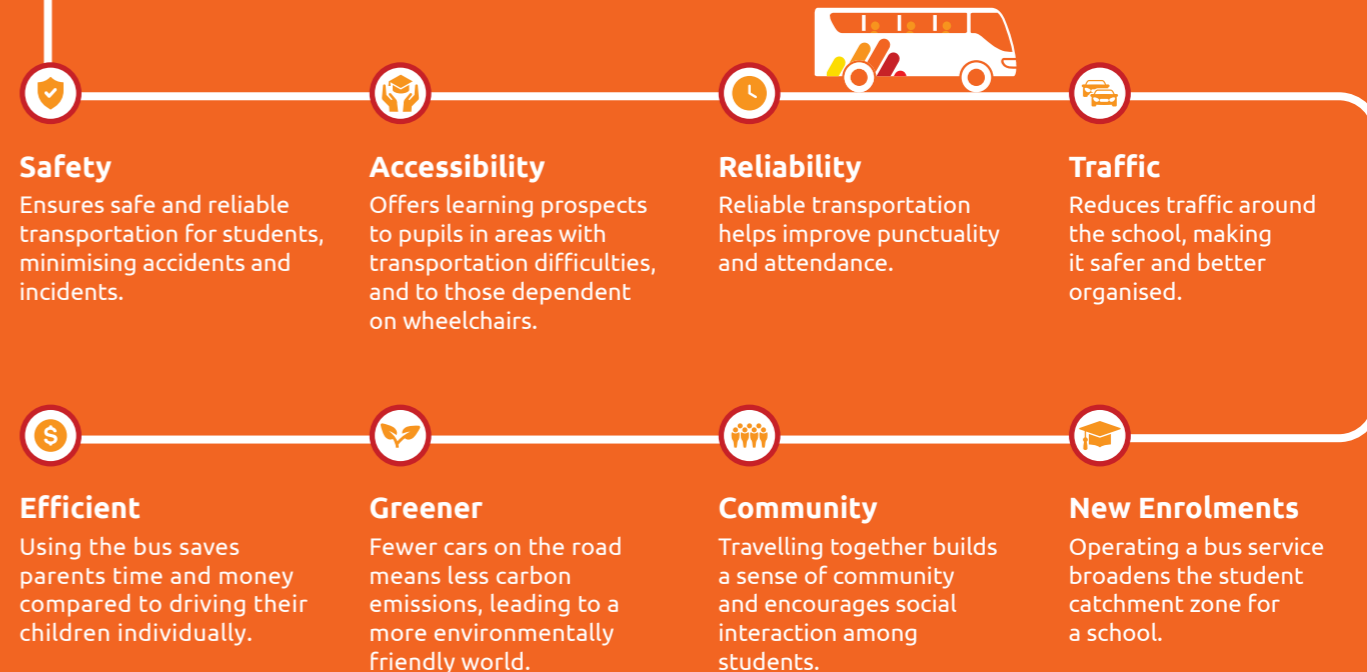 Safety
Ensures safe and reliable
transportation for students,
minimising accidents and
incidents.
Accessibility
Offers learning prospects
to pupils in areas with
transportation difficulties,
and to those dependent
on wheelchairs.
Reliability
Reliable transportation
helps improve punctuality
and attendance.
Traffic
Reduces traffic around
the school, making
it safer and better
organised.
Efficient
Using the bus saves
parents time and money
compared to driving their
children individually.
Greener
Fewer cars on the road
means less carbon
emissions, leading to a
more environmentally
friendly world.
Community
Travelling together builds
a sense of community
and encourages social
interaction among
students.
New Enrolments
Operating a bus service
broadens the student
catchment zone for
a school.